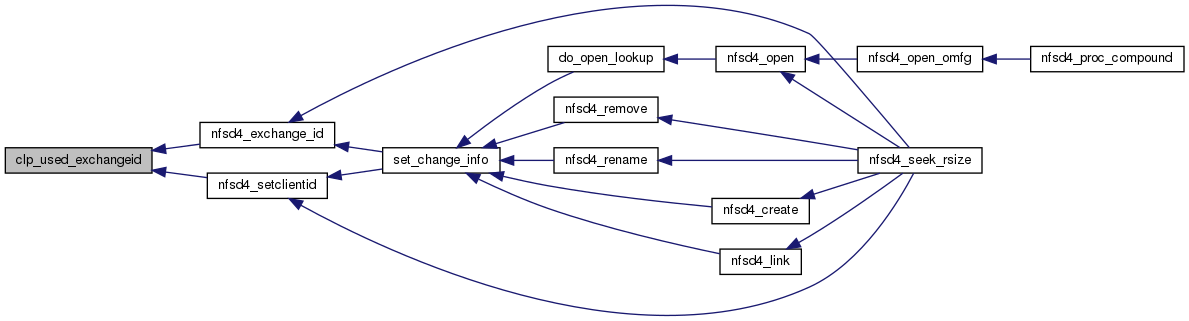 clp_used_exchangeid
nfsd4_exchange_id
nfsd4_setclientid
set_change_info
do_open_lookup
nfsd4_remove
nfsd4_rename
nfsd4_create
nfsd4_link
nfsd4_open
nfsd4_open_omfg
nfsd4_seek_rsize
nfsd4_proc_compound